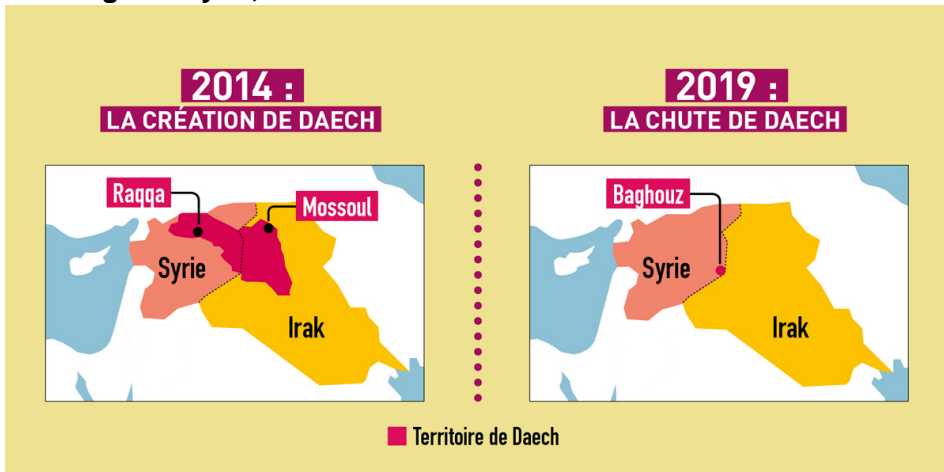 2014 :
LA CRÉATION DE DAECH
Raqqa
Mossoul
Syrie
Irak
2019 :
LA CHUTE DE DAECH
Baghouz
Syrie
Irak
Territoire de Daech